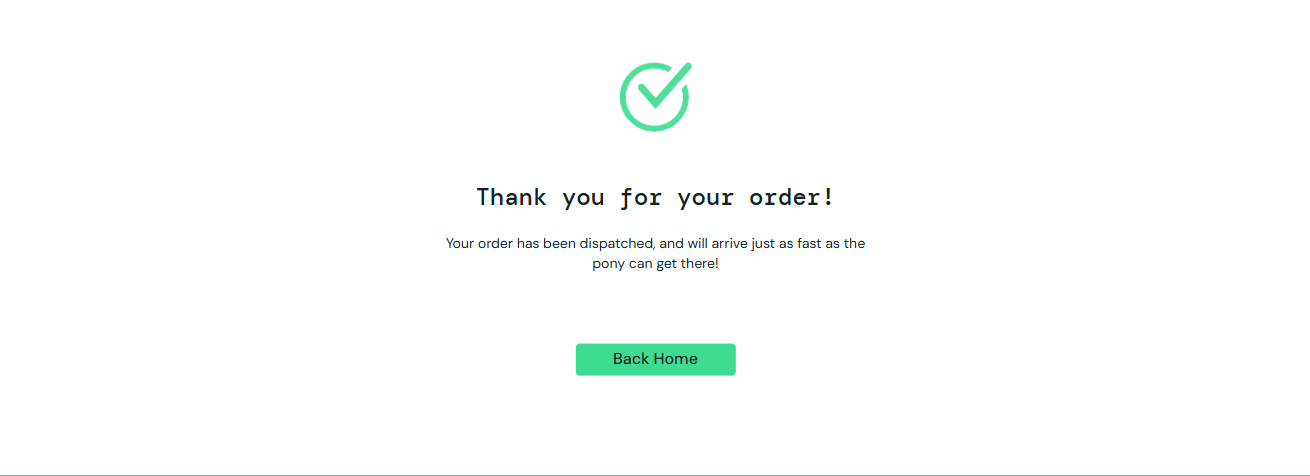 Thank you for your order!
Your order has been dispatched, and will arrive just as fast as the
pony can get there!
Back Home